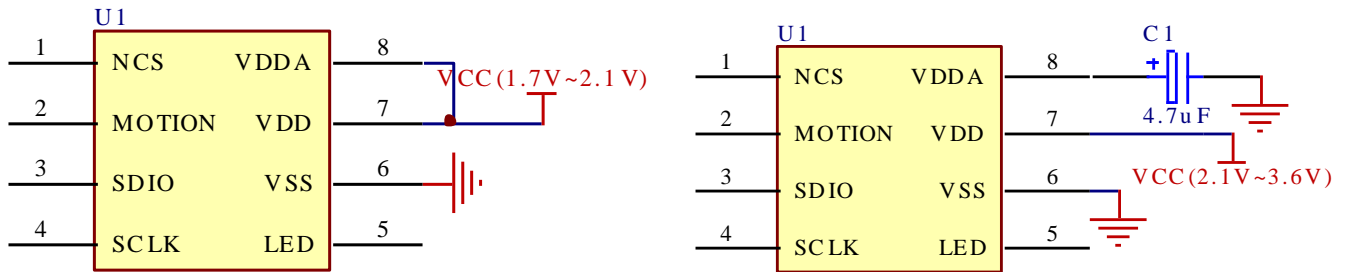 U1
1 NCS VDDA 8
VCC(1.7V~2.1V)
2 MOTION VDD 7
3 SDIO VSS 6
4 SCLK LED 5
U1 C1
1 NCS VDDA 8 +
4.7uF
2 MOTION VDD 7
VCC(2.1V~3.6V)
3 SDIO VSS 6
4 SCLK LED 5